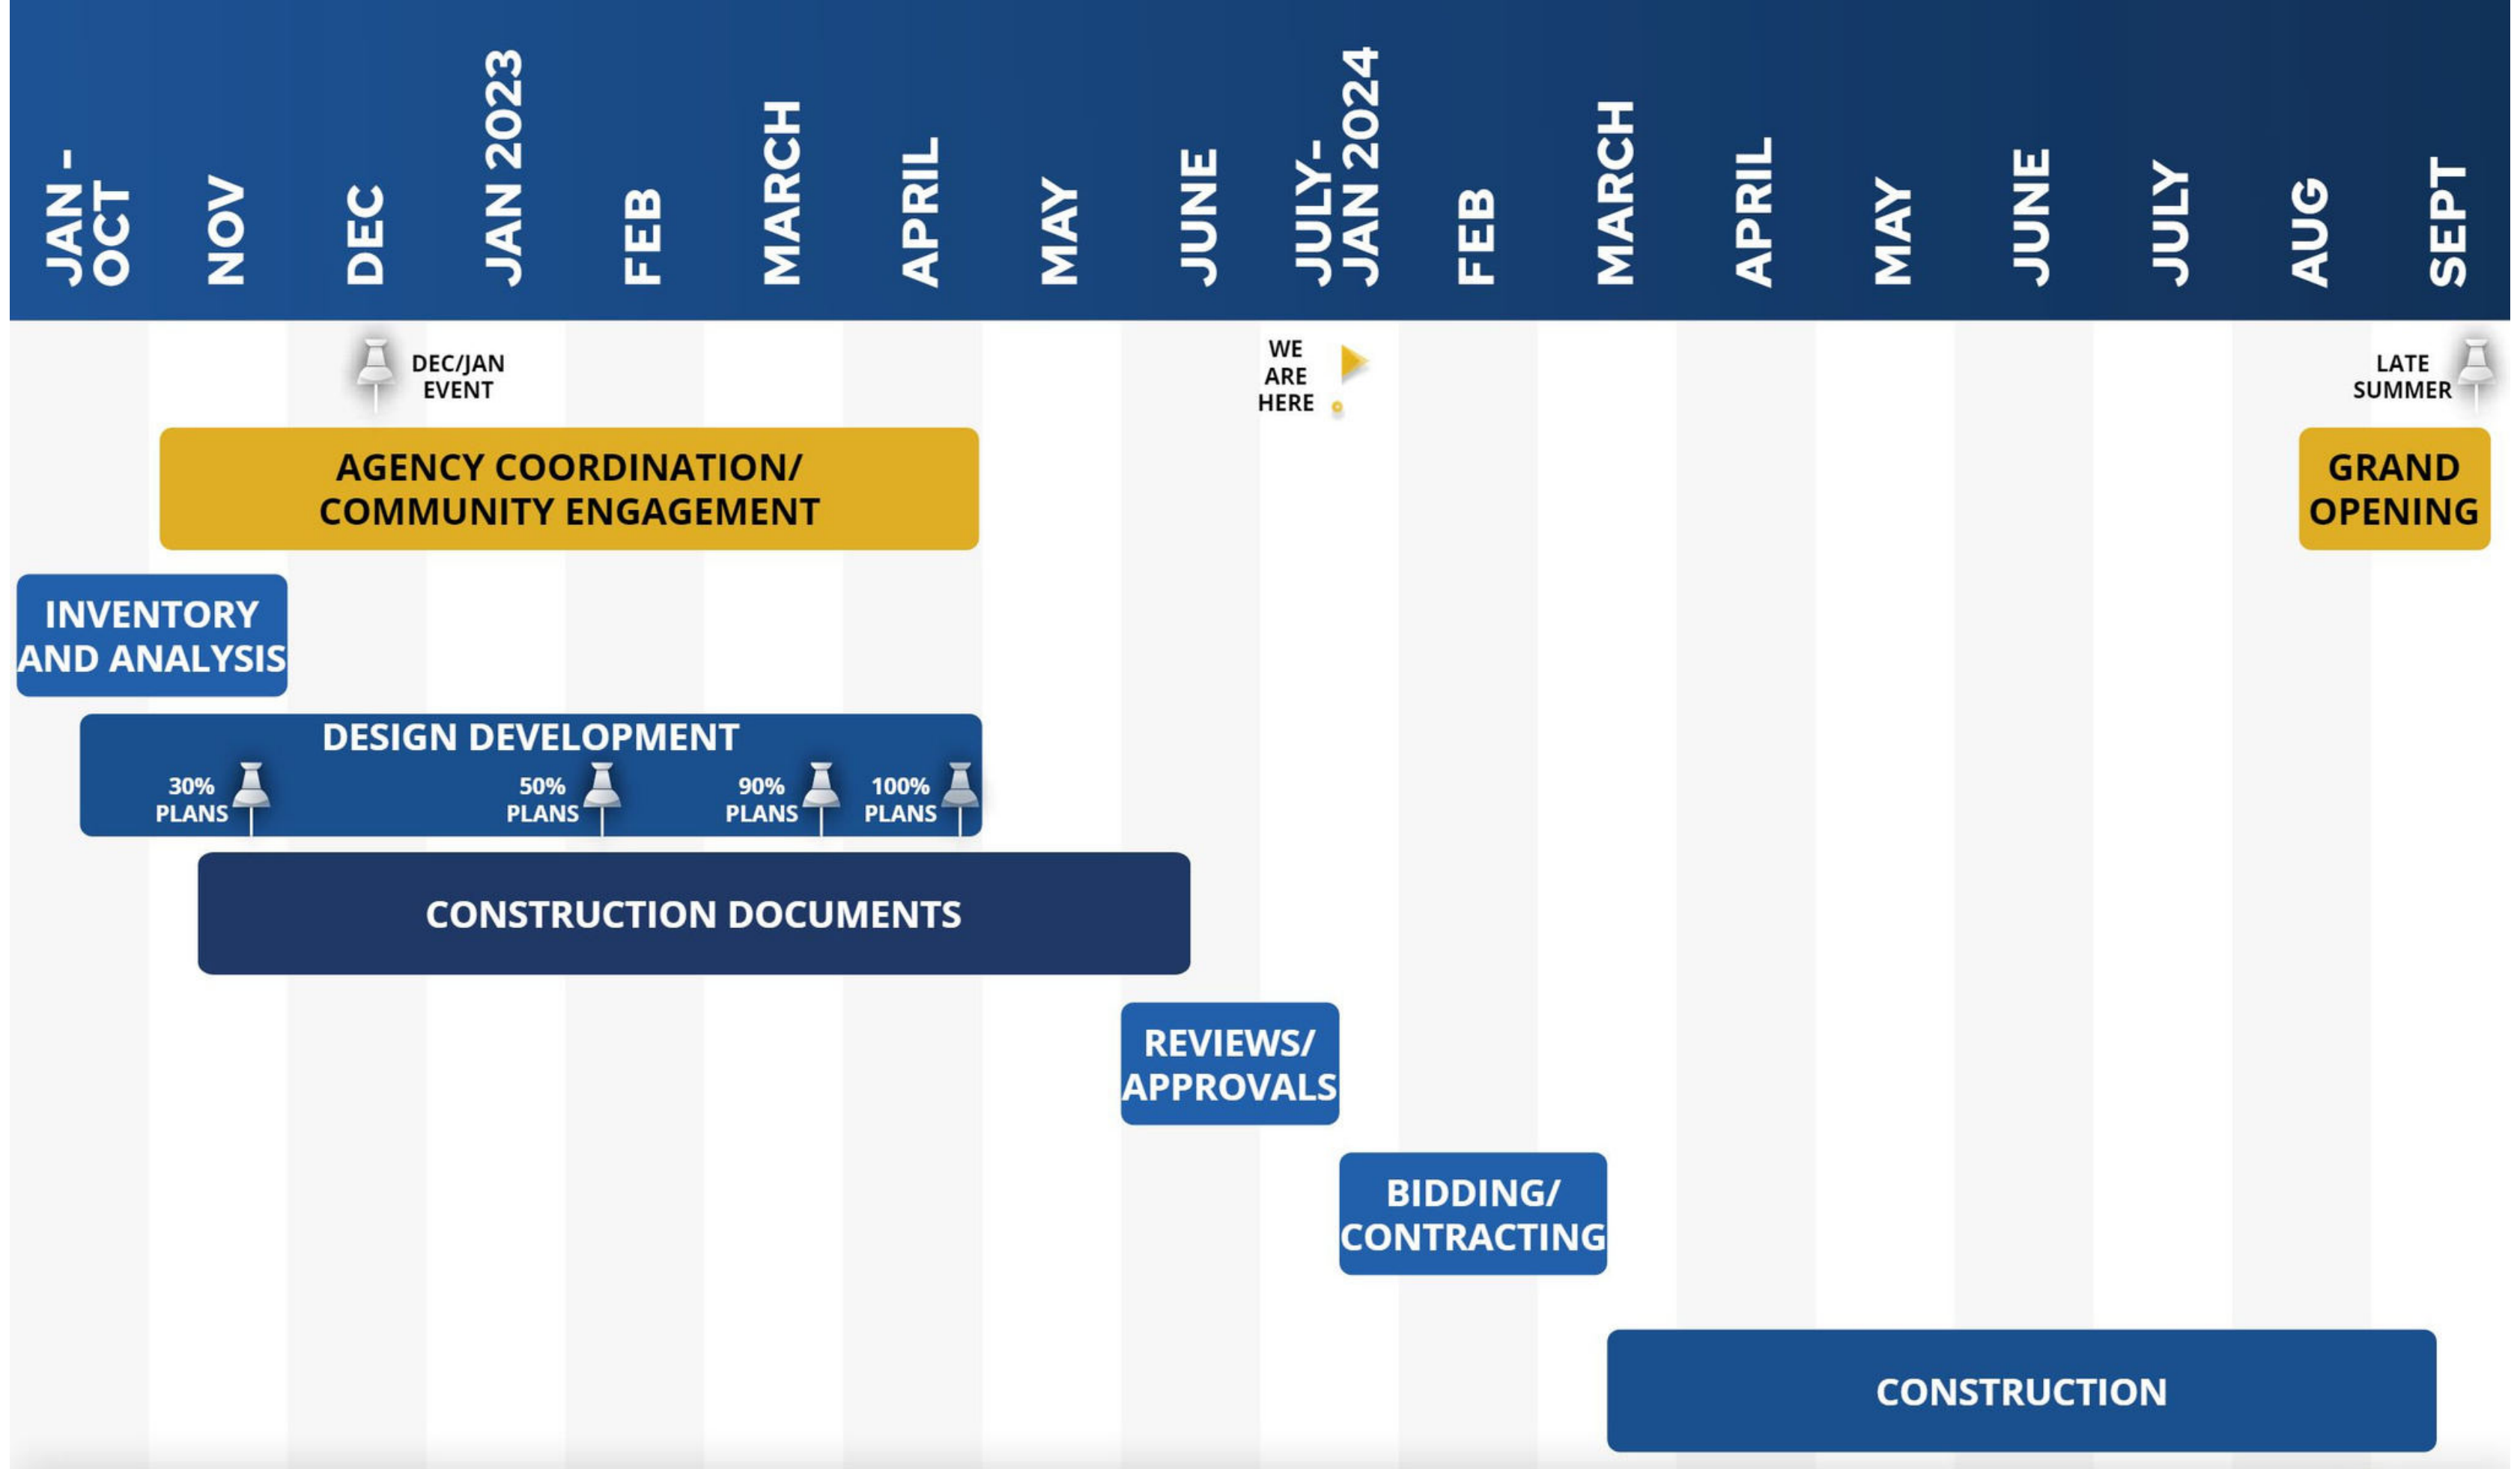 JAN -
OCT
NOV
DEC
JAN 2023
FEB
MARCH
APRIL
MAY
JUNE
JULY-
JAN 2024
FEB
MARCH
APRIL
MAY
JUNE
JULY
AUG
SEPT
DEC/JAN
EVENT
WE
ARE
HERE
LATE
SUMMER
AGENCY COORDINATION/
COMMUNITY ENGAGEMENT
GRAND
OPENING
INVENTORY
AND ANALYSIS
DESIGN DEVELOPMENT
30%
PLANS
50%
PLANS
90%
PLANS
100%
PLANS
CONSTRUCTION DOCUMENTS
REVIEWS/
APPROVALS
BIDDING/
CONTRACTING
CONSTRUCTION